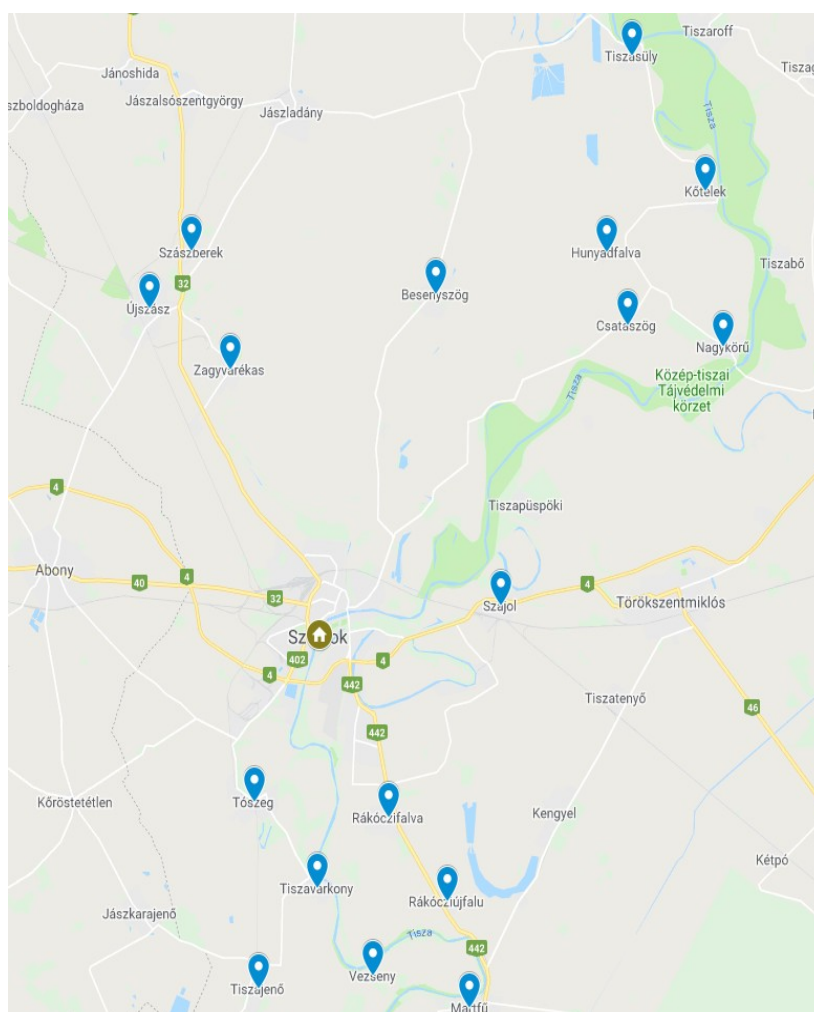 Tiszaroff
Tiszasüly
Jánoshida
Jászalsószentgyörgy
szboldogháza
Jászladány
Tisza
Kőtelek
Szászberek
Hunyadfalva
Tiszabő
32
Besenyszög
Újszász
Csataszög
Nagykörű
Zagyvarékas
Közép-tiszai
Tájvédelmi
körzet
Tisza
4
Tiszapüspöki
Abony
40
4
32
4
Szajol
Törökszentmiklós
402
4
4
442
Tiszatenyő
46
442
Tószeg
Kőröstetétlen
Rákóczifalva
Kengyel
Kétpó
Tiszavárkony
Rákócziújfalu
Jászkarajenő
Tisza
442
Vezseny
Tiszajenő
Martfű